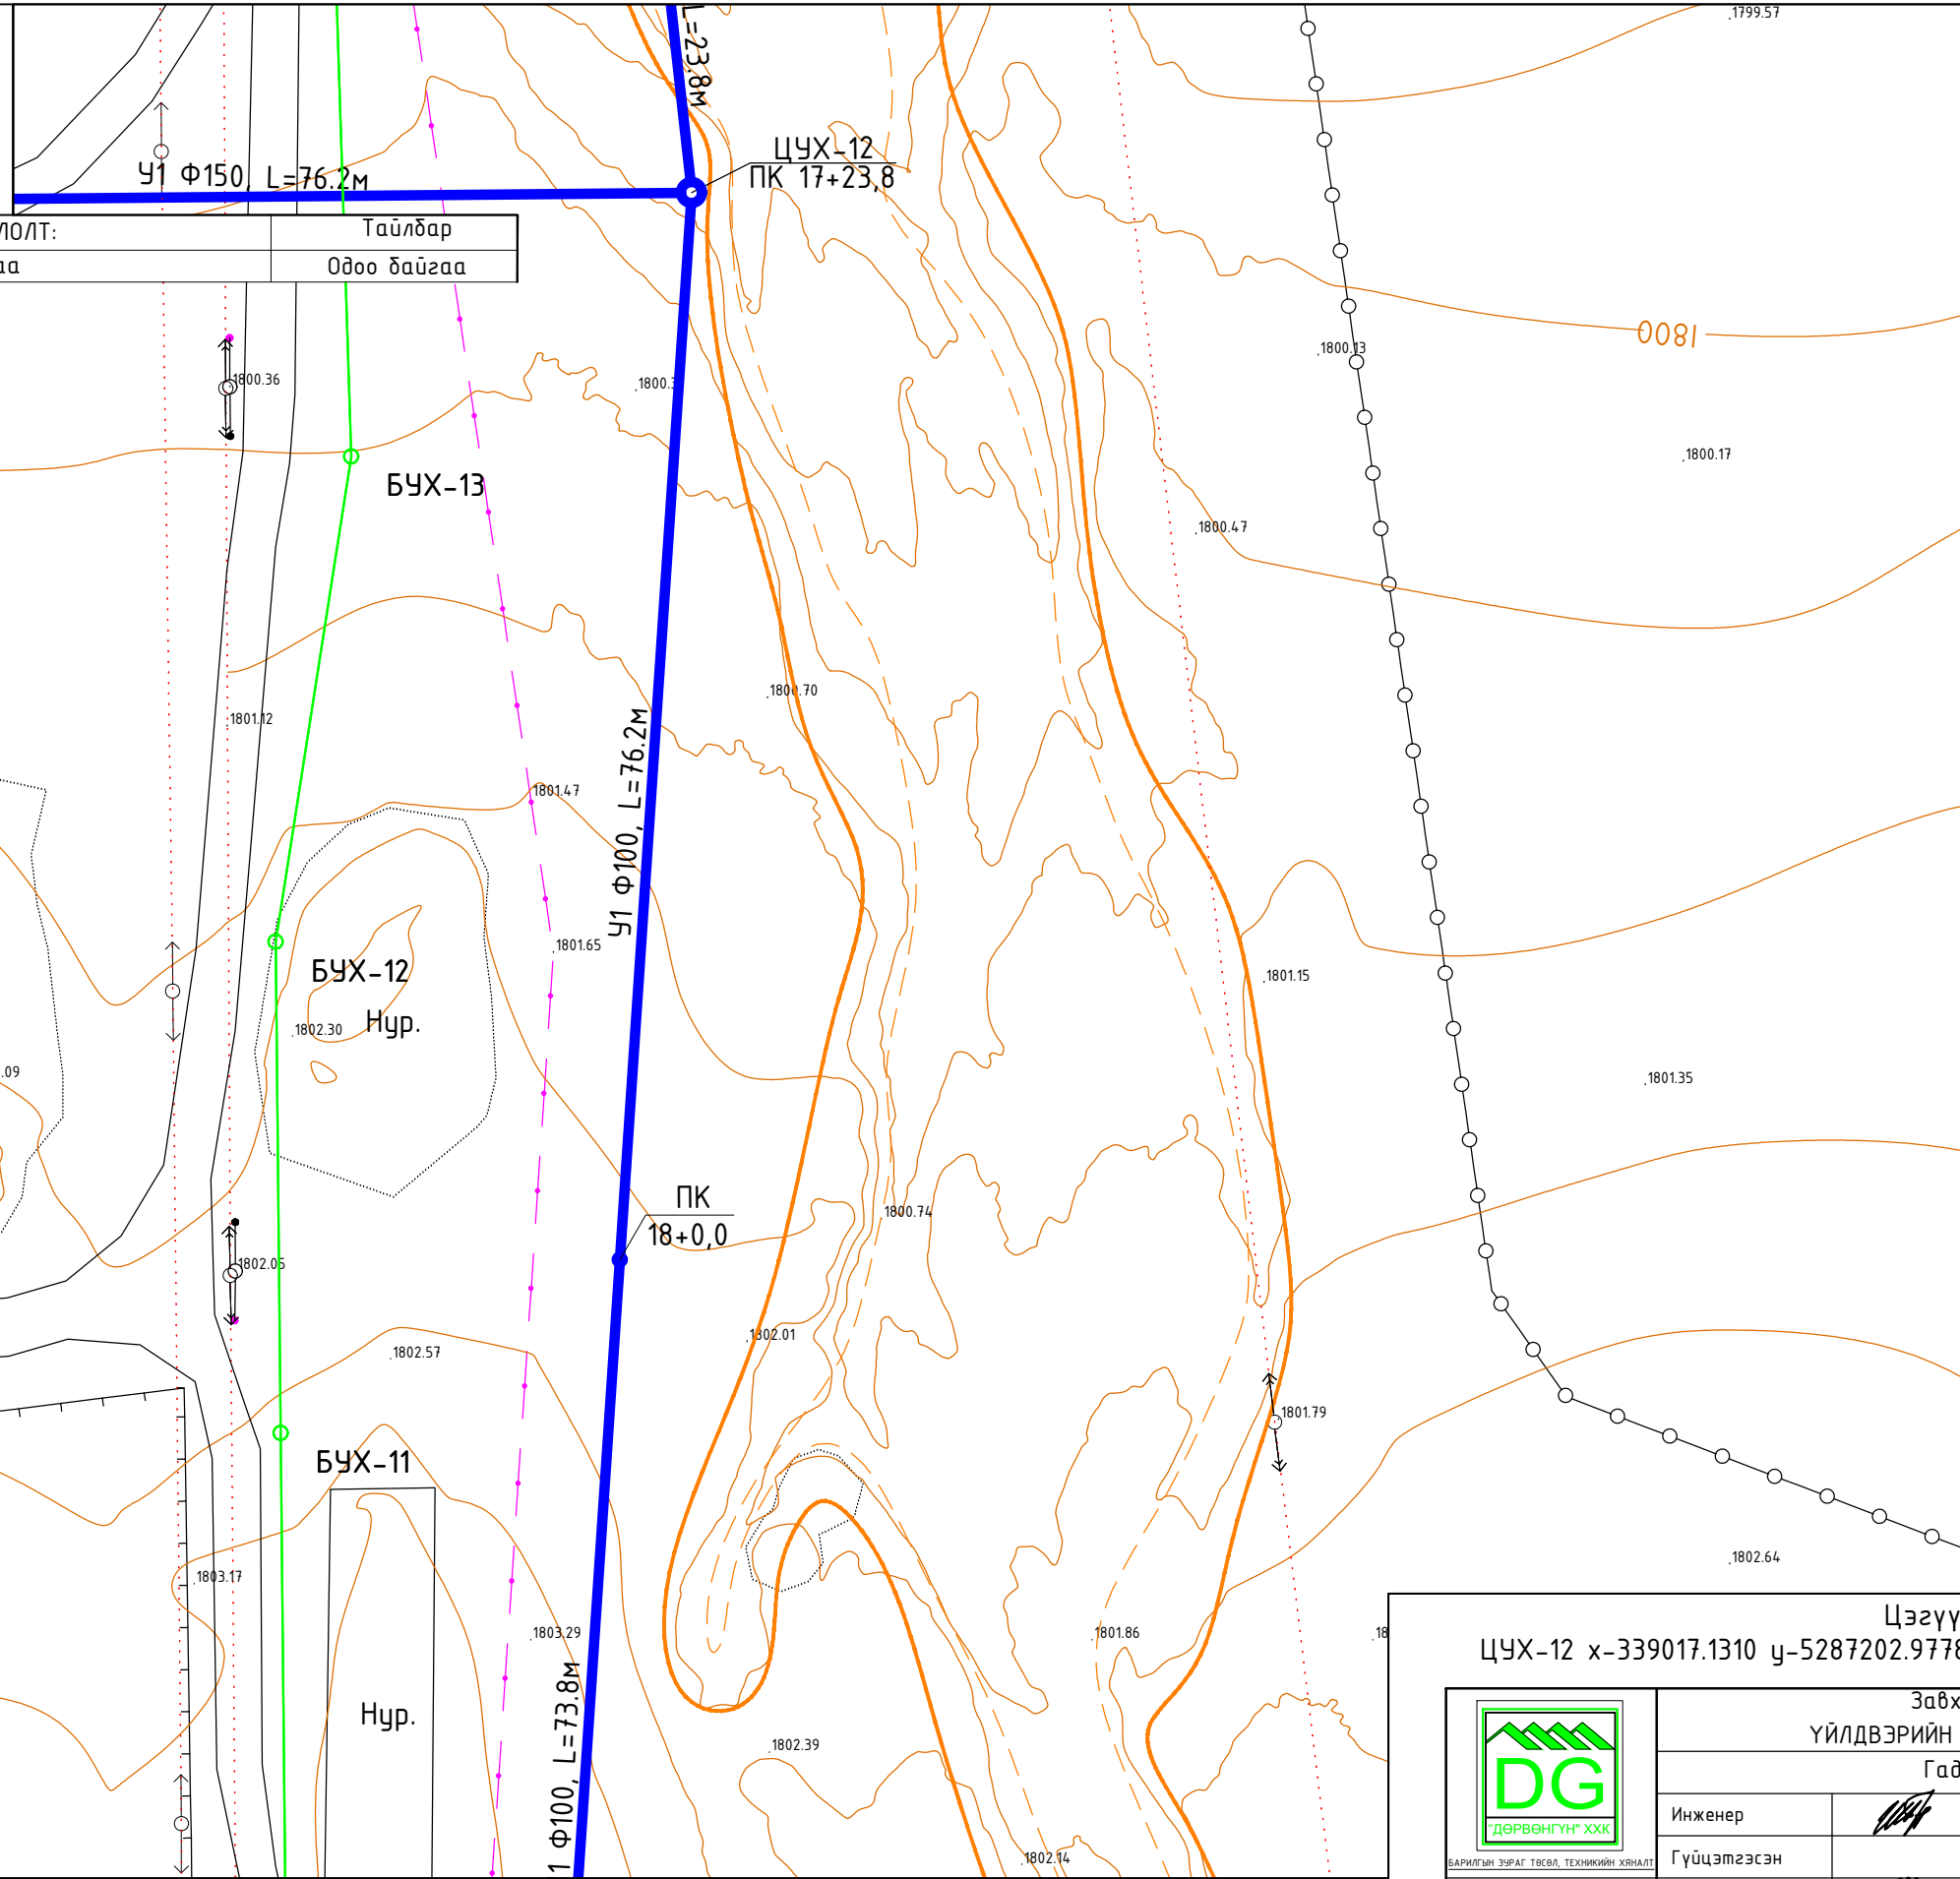 1799.57
L=23.8м
ЦУХ-12
ПК 17+23,8
У1 Ф150, L=76.2м
Тайлбар
аа
Одоо байгаа
1800
1800.13
1800.36
1800.17
БУХ-13
1800.47
1800.70
1801.12
У1 Ф100, L=76.2м
1801.47
1801.65
БУХ-12
1801.15
Нур.
1802.30
.09
1801.35
ПК
18+0,0
1800.74
1802.05
1802.01
1802.57
1801.79
БУХ-11
1802.64
1803.17
1803.29
1801.86
Нур.
1 Ф100, L=73.8м
1802.39
1802.14
Цэгүү
ЦУХ-12 х-339017.1310 у-5287202.9778
Завх
ҮЙЛДВЭРИЙН
Гад
DG
"ДӨРВӨНГҮН" ХХК
БАРИЛГЫН ЗУРАГ ТӨСӨЛ, ТЕХНИКИЙН ХЯНАЛТ
Инженер
Гүйцэтгэсэн